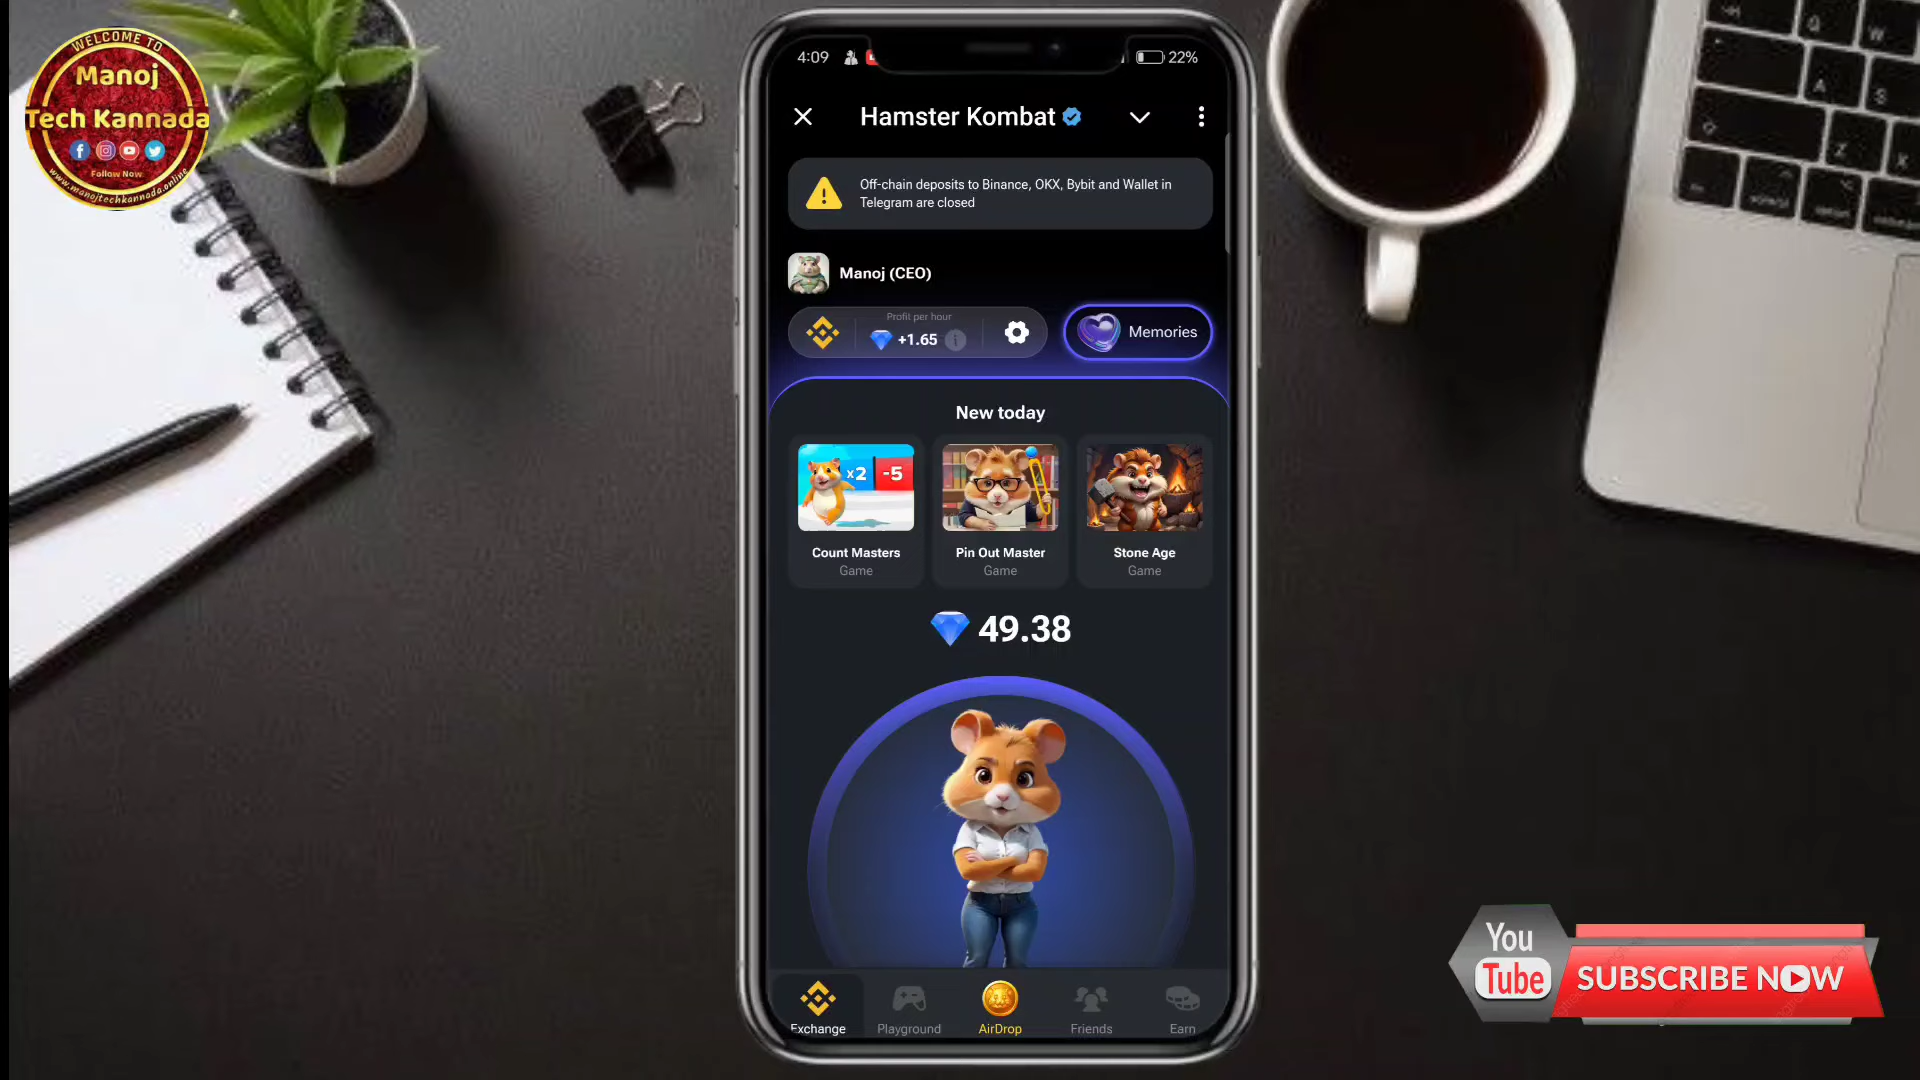 WELCOME TO
Manoj
Tech Kannada
Follow Now
www.manojtechkannada.online
4:09
22%
Hamster Kombat
Off-chain deposits to Binance, OKX, Bybit and Wallet in
Telegram are closed
Manoj (CEO)
Profit per hour
+1.65
Memories
New today
x2
-5
Count Masters
Game
Pin Out Master
Game
Stone Age
Game
49.38
Exchange
Playground
AirDrop
Friends
Earn
You
Tube
SUBSCRIBE NOW